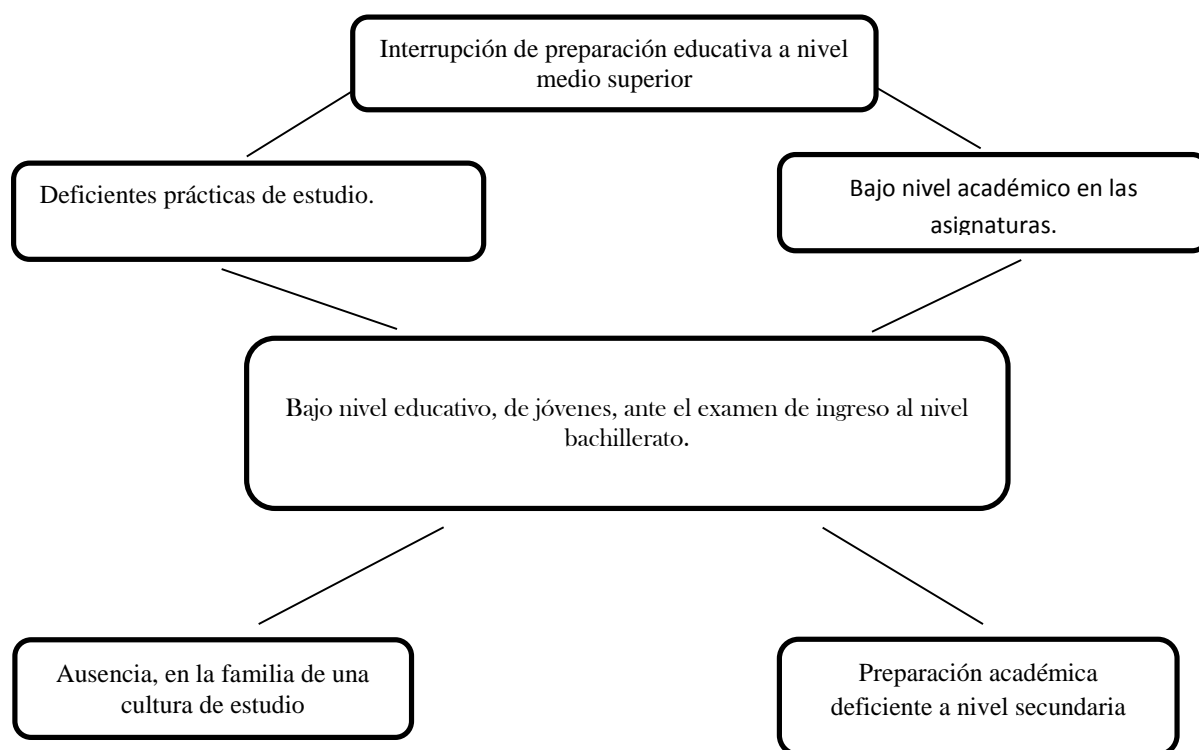 Interrupción de preparación educativa a nivel
medio superior
Deficientes prácticas de estudio.
Bajo nivel académico en las
asignaturas.
Bajo nivel educativo, de jóvenes, ante el examen de ingreso al nivel
bachillerato.
Ausencia, en la familia de una
cultura de estudio
Preparación académica
deficiente a nivel secundaria